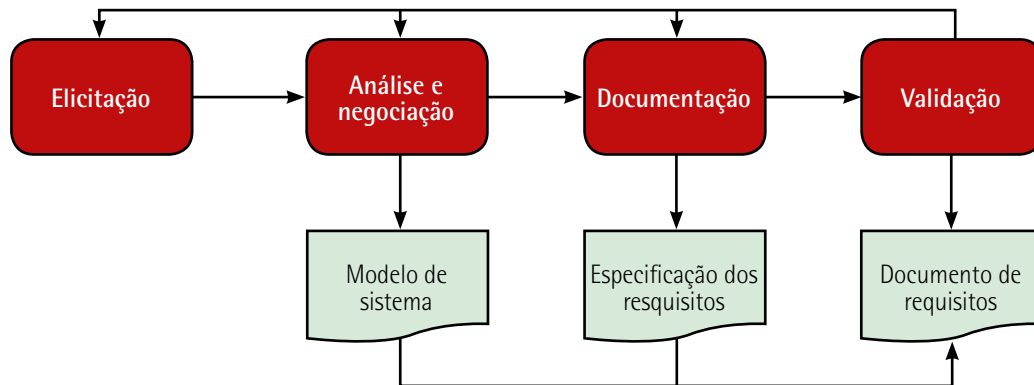 Elicitação
Análise e
negociação
Documentação
Validação
Modelo de
sistema
Especificação dos
resquisitos
Documento de
requisitos